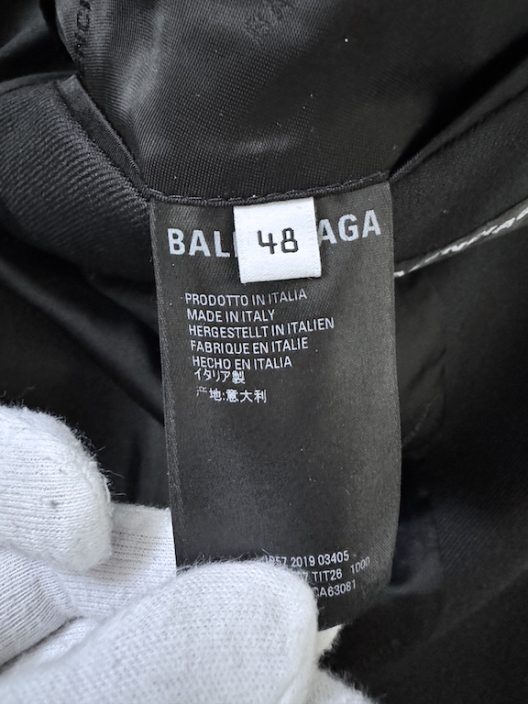 BAL AGA
48
PRODOTTO IN ITALIA
MADE IN ITALY
HERGESTELLT IN ITALIEN
FABRIQUE EN ITALIE
HECHO EN ITALIA
イタリア製
产地:意大利
2019 03405
TIT26 1000